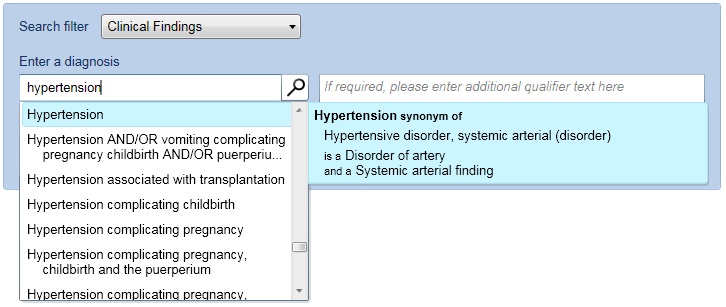 Search filter Clinical Findings
Enter a diagnosis
hypertension If required, please enter additional qualifier text here
Hypertension
Hypertension AND/OR vomiting complicating
pregnancy childbirth AND/OR puerperiu...
Hypertension associated with transplantation
Hypertension complicating childbirth
Hypertension complicating pregnancy
Hypertension complicating pregnancy,
childbirth and the puerperium
Hypertension complicating pregnancy,
Hypertension synonym of
Hypertensive disorder, systemic arterial (disorder)
is a Disorder of artery
and a Systemic arterial finding